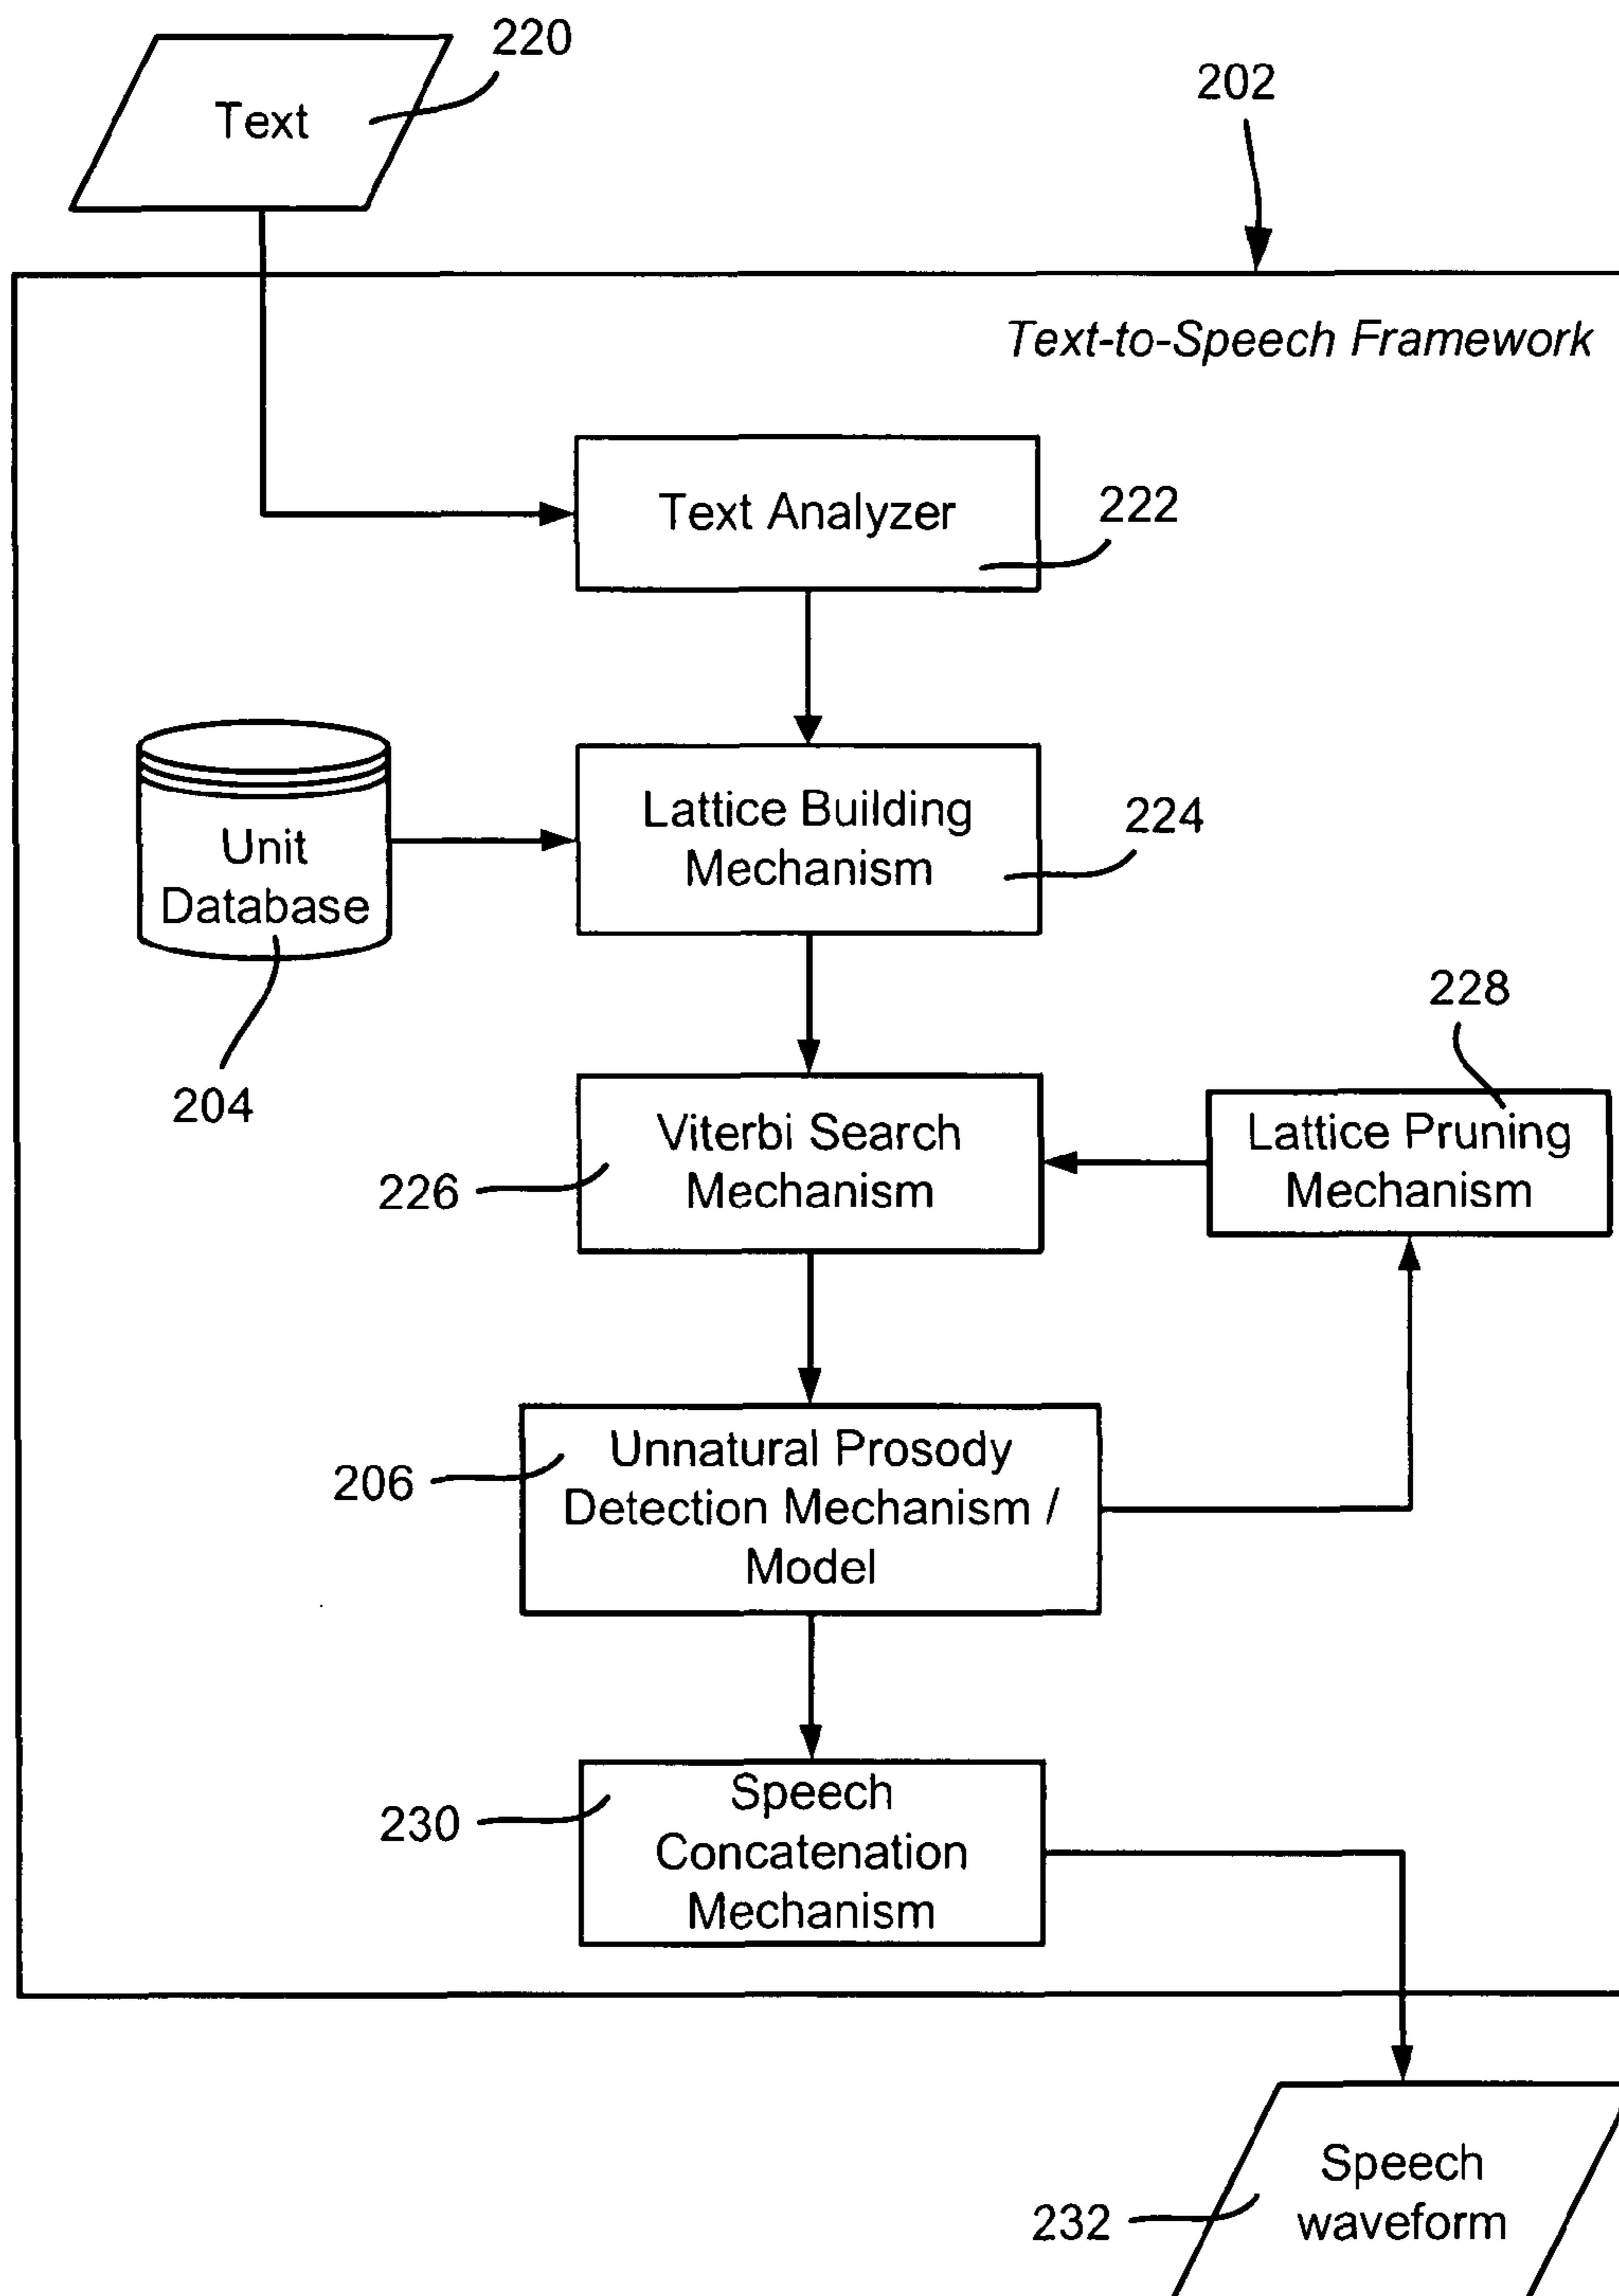 220
Text
202
Text-to-Speech Framework
Text Analyzer
222
Lattice Building
Mechanism
224
Unit
Database
204
228
Viterbi Search
Mechanism
226
Lattice Pruning
Mechanism
Unnatural Prosody
Detection Mechanism /
Model
206
Speech
Concatenation
Mechanism
230
Speech
waveform
232